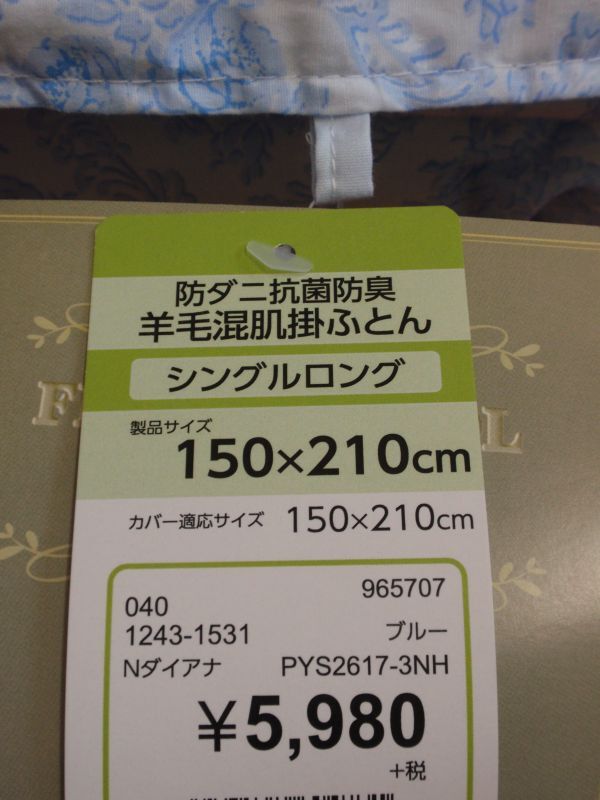 防ダニ抗菌防臭
羊毛混肌掛ふとん
シングルロング
製品サイズ
150×210cm
カバー適応サイズ 150×210cm
965707
040
1243-1531 ブルー
Nダイアナ PYS2617-3NH
¥5,980
+税